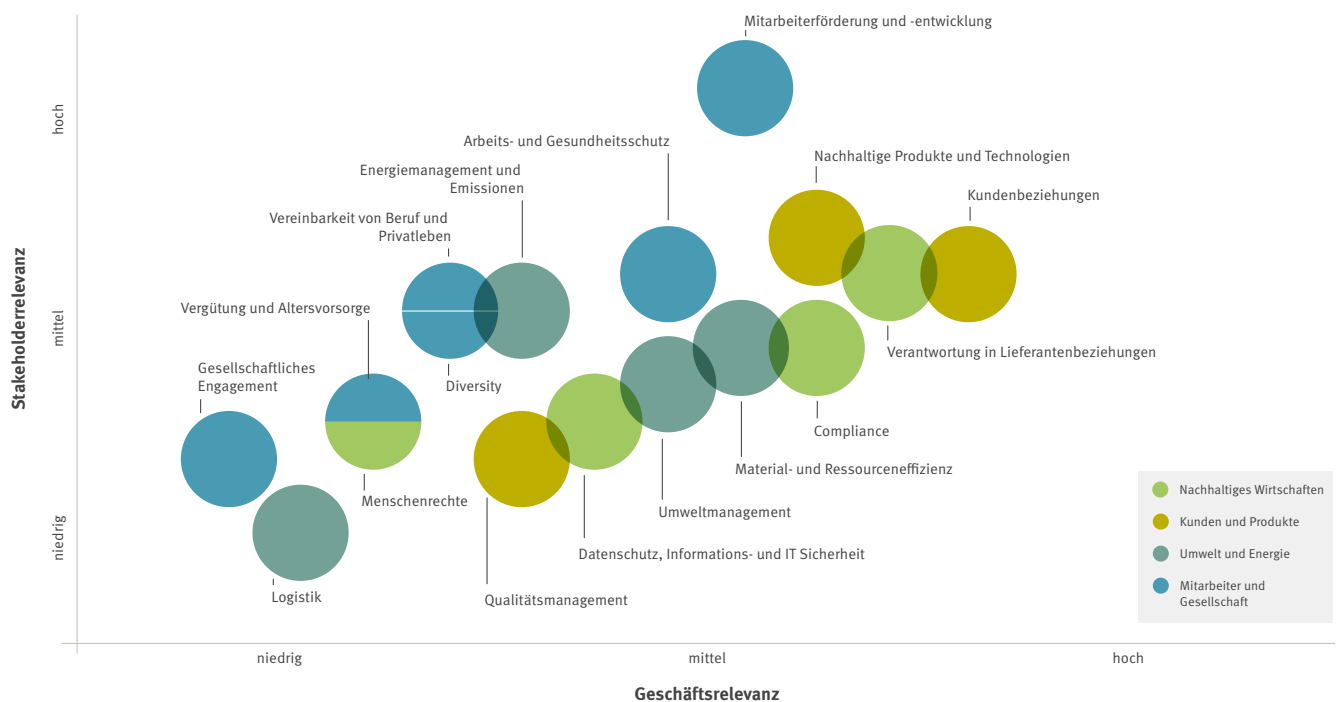 Mitarbeiterförderung und -entwicklung
hoch
Arbeits- und Gesundheitsschutz
Nachhaltige Produkte und Technologien
Energiemanagement und
Emissionen
Kundenbeziehungen
Vereinbarkeit von Beruf und
Privatleben
Stakeholderrelevanz
mittel
Vergütung und Altersvorsorge
Verantwortung in Lieferantenbeziehungen
Gesellschaftliches
Engagement
Diversity
Compliance
Material- und Ressourceneffizienz
Menschenrechte
Umweltmanagement
niedrig
Datenschutz, Informations- und IT Sicherheit
Logistik
Qualitätsmanagement
Nachhaltiges Wirtschaften
Kunden und Produkte
Umwelt und Energie
Mitarbeiter und
Gesellschaft
niedrig
mittel
hoch
Geschäftsrelevanz